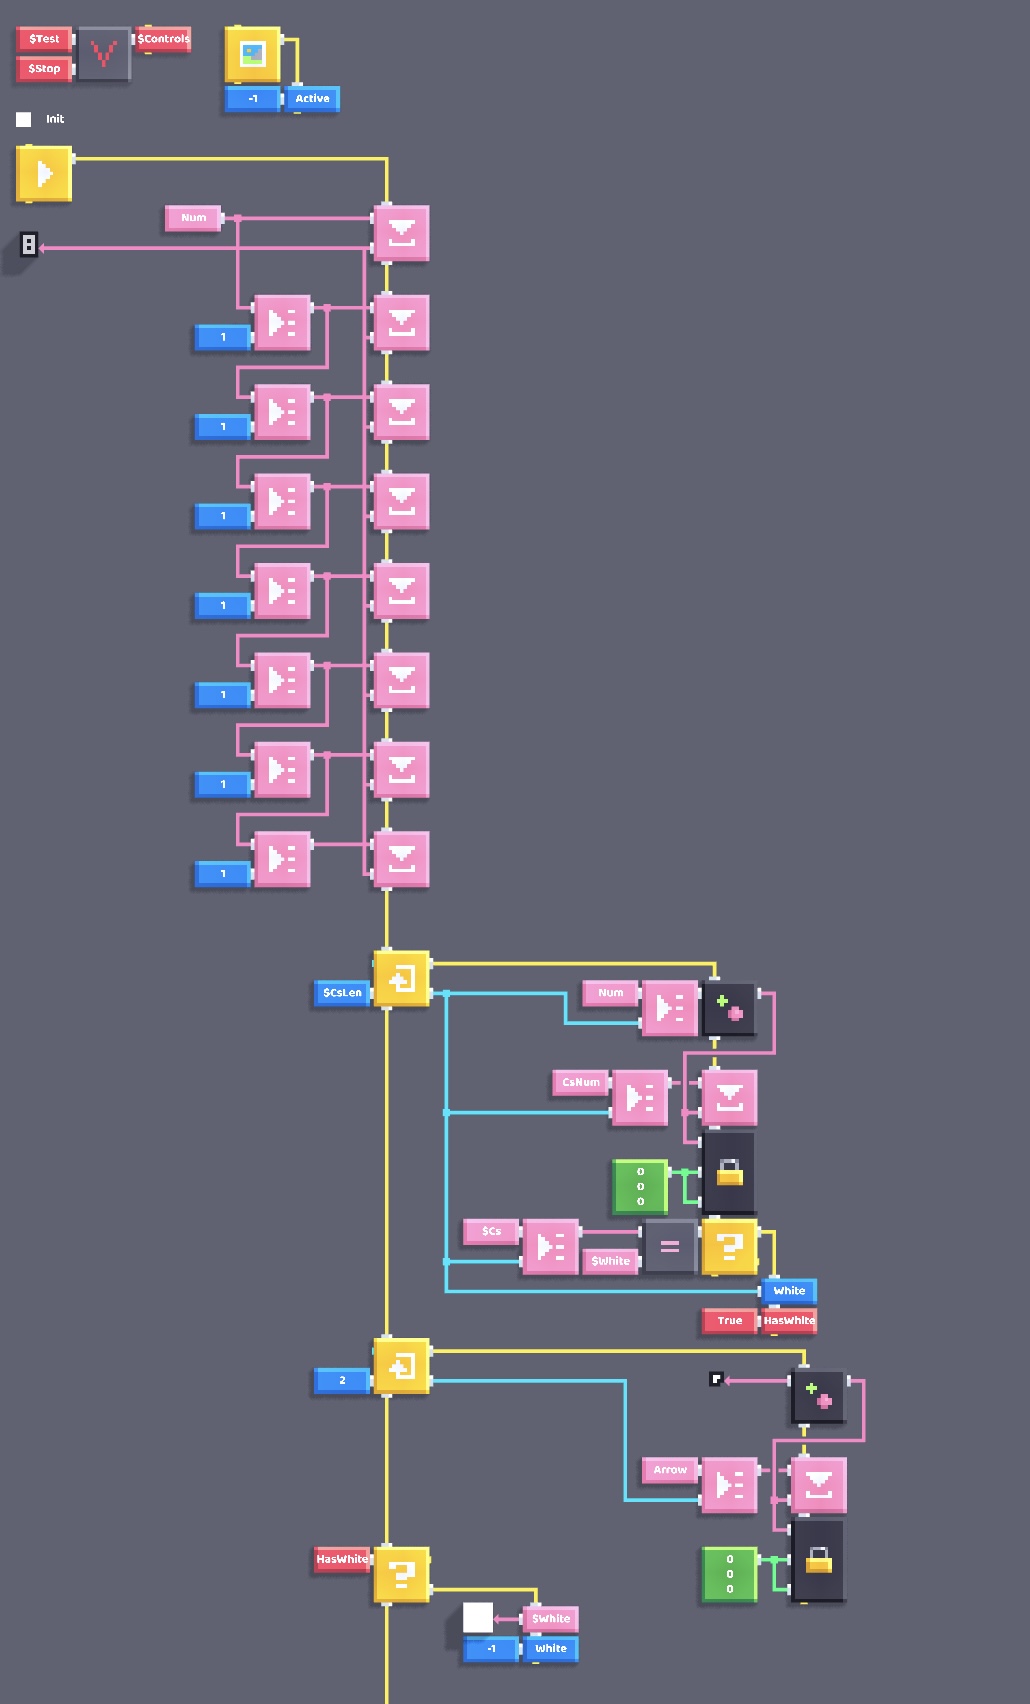 $Test
$Controls
$Stop
-1
Active
Init
Num
1
1
1
1
1
1
1
$CsLen
Num
CsNum
0
0
0
$Cs
$White
White
True
HasWhite
2
Arrow
HasWhite
0
0
0
$White
-1
White